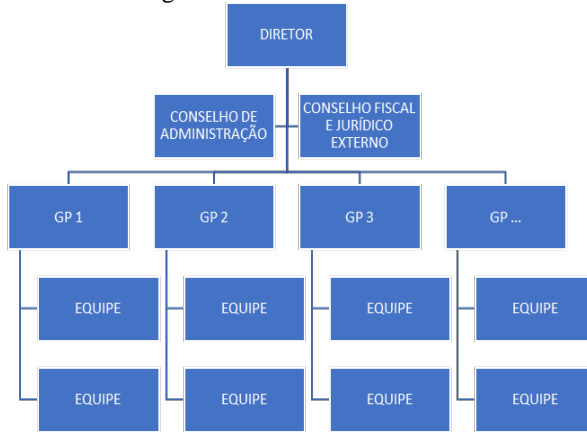 DIRETOR
CONSELHO DE
ADMINISTRAÇÃO
CONSELHO FISCAL
E JURÍDICO
EXTERNO
GP 1
GP 2
GP 3
GP ...
EQUIPE
EQUIPE
EQUIPE
EQUIPE
EQUIPE
EQUIPE
EQUIPE
EQUIPE